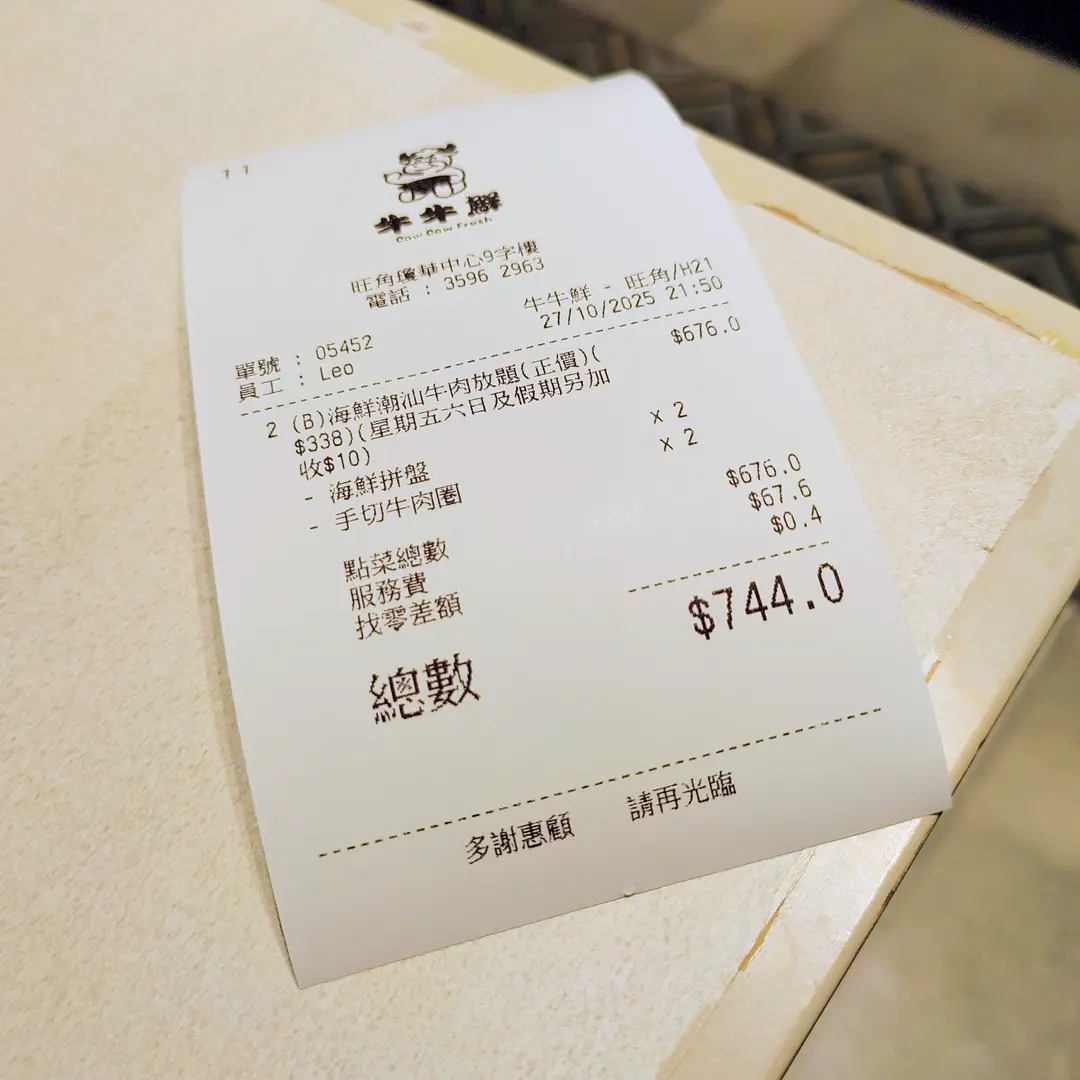 11
牛牛鮮
旺角瓊華中心9字樓
電話 : 3596 2963
牛牛鮮 - 旺角/H21
27/10/2025 21:50
單號 : 05452
員工 : Leo
2 (B)海鮮潮汕牛肉放題(正價)( $676.0
$338)(星期五六日及假期另加
收$10)
- 海鮮拼盤 x 2
- 手切牛肉圈 x 2
點菜總數 $676.0
服務費 $67.6
找零差額 $0.4
總數 $744.0
多謝惠顧 請再光臨